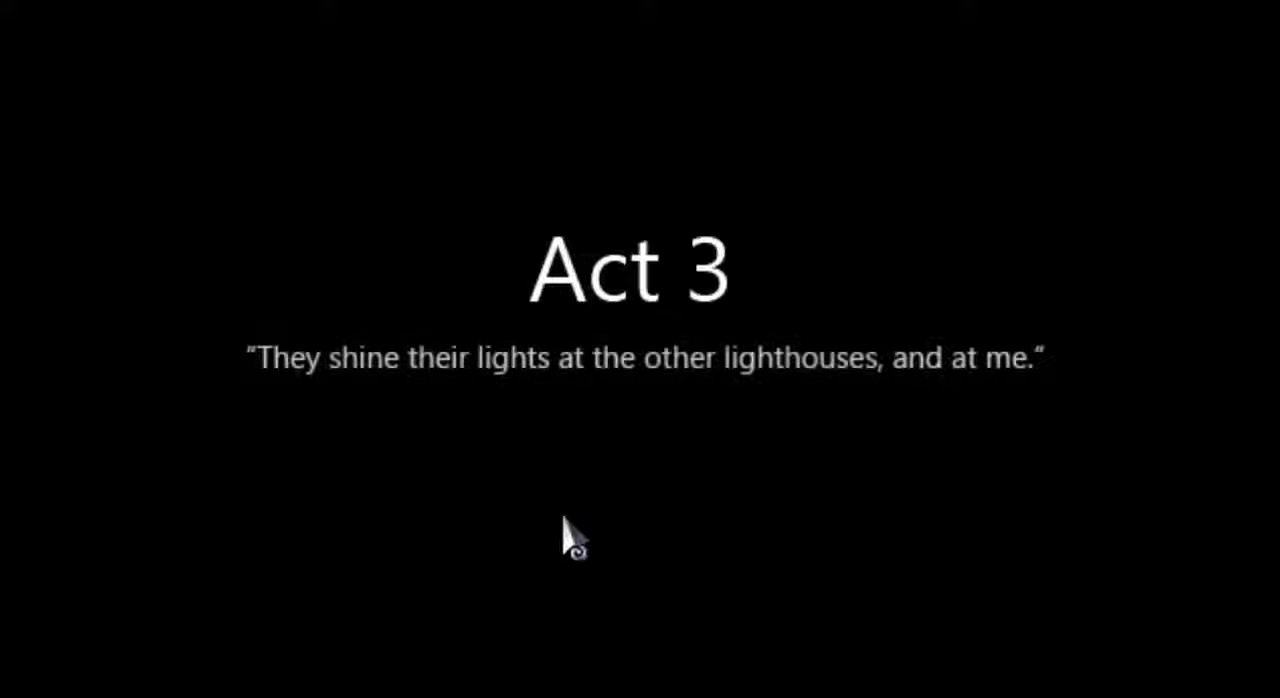 Act 3
“They shine their lights at the other lighthouses, and at me.“